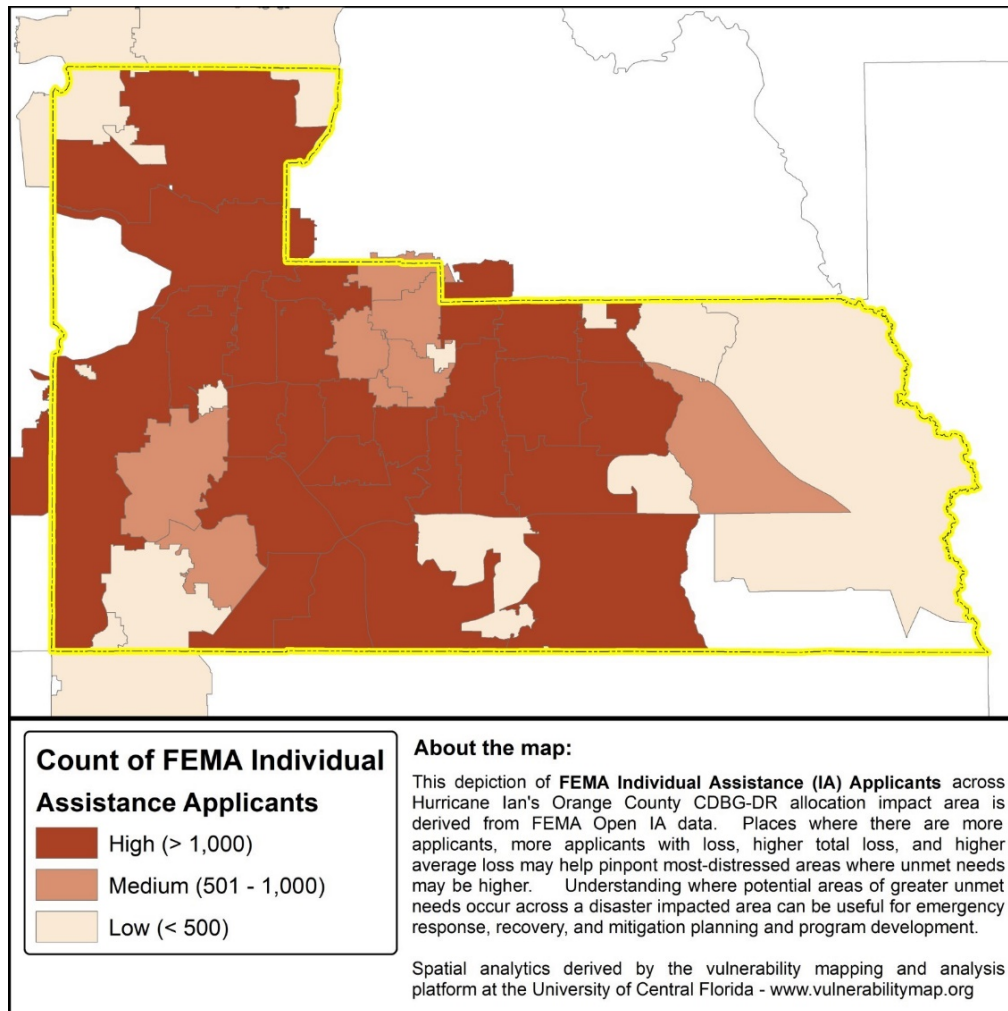 Count of FEMA Individual
Assistance Applicants
High (> 1,000)
Medium (501 - 1,000)
Low (< 500)
About the map:
This depiction of FEMA Individual Assistance (IA) Applicants across
Hurricane Ian's Orange County CDBG-DR allocation impact area is
derived from FEMA Open IA data. Places where there are more
applicants, more applicants with loss, higher total loss, and higher
average loss may help pinpont most-distressed areas where unmet needs
may be higher. Understanding where potential areas of greater unmet
needs occur across a disaster impacted area can be useful for emergency
response, recovery, and mitigation planning and program development.
Spatial analytics derived by the vulnerability mapping and analysis
platform at the University of Central Florida - www.vulnerabilitymap.org